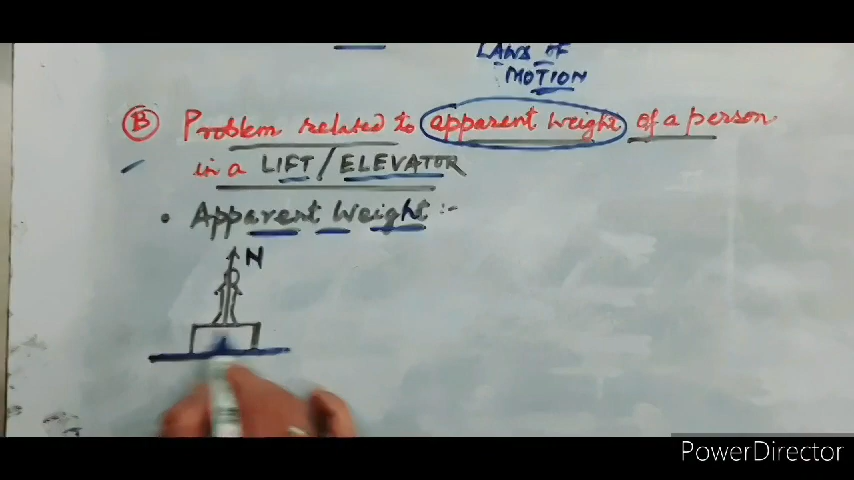 LAWS OF
MOTION
B Problem related to apparent weight of a person
in a LIFT / ELEVATOR
• Apparent Weight :-
N
PowerDirector